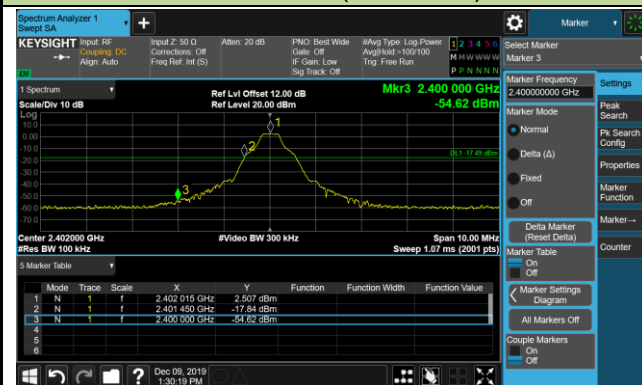 Spectrum Analyzer 1
Swept SA
Marker
KEYSIGHT
Input: RF
Coupling: DC
Align: Auto
Input Z: 50 Ω
Corrections: Off
Freq Ref: Int (S)
Atten: 20 dB
PNO: Best Wide
Gate: Off
IF Gain: Low
Sig Track: Off
#Avg Type: Log-Power
Avg|Hold:>100/100
Trig: Free Run
1 2 3 4 5 6
M W W W W W
P P N N N N
Select Marker
Marker 3
1 Spectrum
Scale/Div 10 dB
Ref Lvl Offset 12.00 dB
Ref Level 20.00 dBm
Mkr3 2.400 000 GHz
-54.62 dBm
Log
10.0
0.00
-10.0
-20.0
-30.0
-40.0
-50.0
-60.0
-70.0
1
2
3
DL1 -17.49 dBm
Center 2.402000 GHz
#Video BW 300 kHz
Span 10.00 MHz
#Res BW 100 kHz
Sweep 1.07 ms (2001 pts)
5 Marker Table
Mode Trace Scale X Y Function Function Width Function Value
1 N 1 f 2.402 015 GHz 2.507 dBm
2 N 1 f 2.401 450 GHz -17.84 dBm
3 N 1 f 2.400 000 GHz -54.62 dBm
4
5
6
Marker Frequency
2.400000000 GHz
Marker Mode
Normal
Delta (Δ)
Fixed
Off
Delta Marker
(Reset Delta)
Marker Table
On
Off
Marker Settings
Diagram
All Markers Off
Couple Markers
On
Off
Settings
Peak
Search
Pk Search
Config
Properties
Marker
Function
Marker→
Counter
Dec 09, 2019
1:30:19 PM